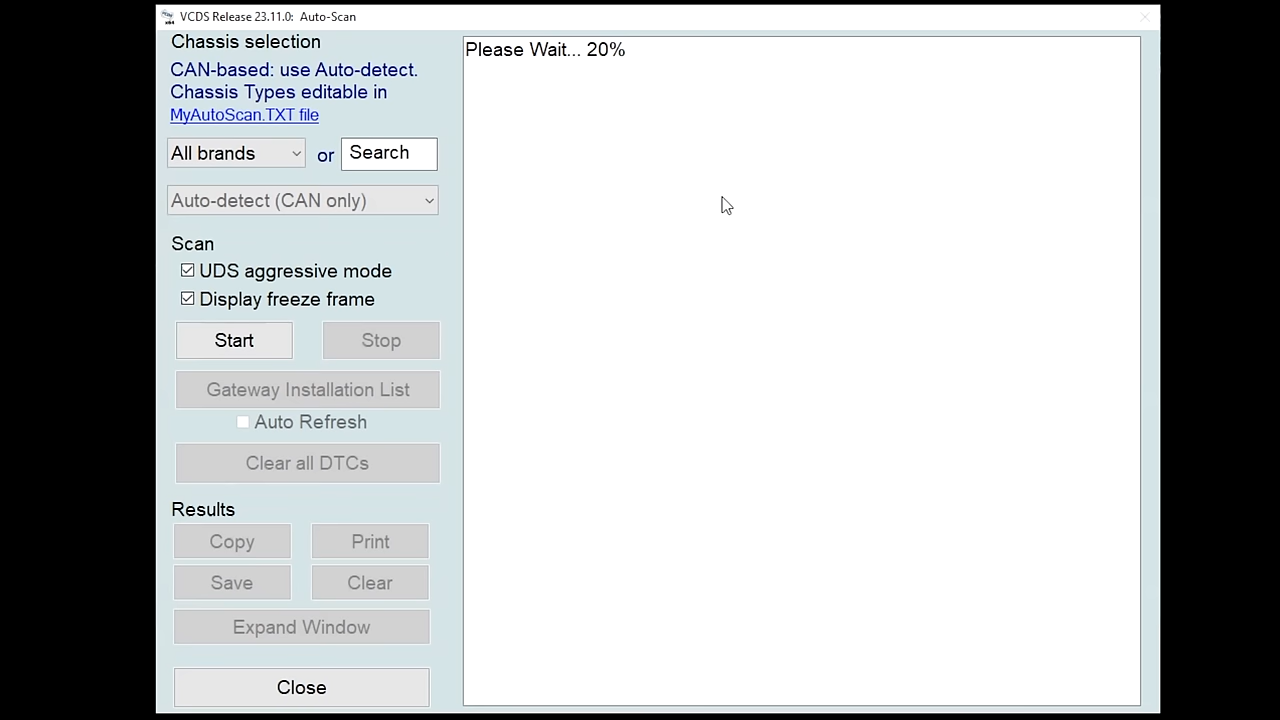 VCDS Release 23.11.0: Auto-Scan
Chassis selection
CAN-based: use Auto-detect.
Chassis Types editable in
MyAutoScan.TXT file
All brands or Search
Auto-detect (CAN only)
Scan
UDS aggressive mode
Display freeze frame
Start Stop
Gateway Installation List
Auto Refresh
Clear all DTCs
Results
Copy Print
Save Clear
Expand Window
Close
Please Wait... 20%